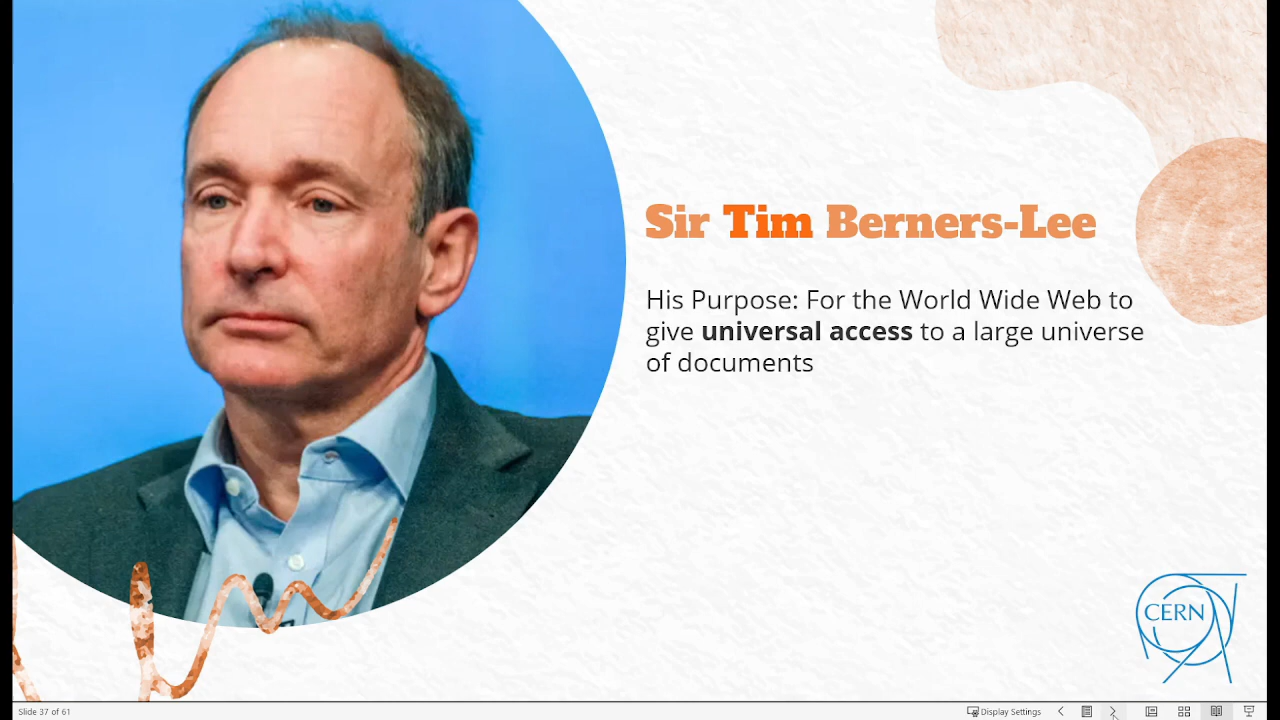 Sir Tim Berners-Lee
His Purpose: For the World Wide Web to
give universal access to a large universe
of documents
CERN
Slide 37 of 61
Display Settings